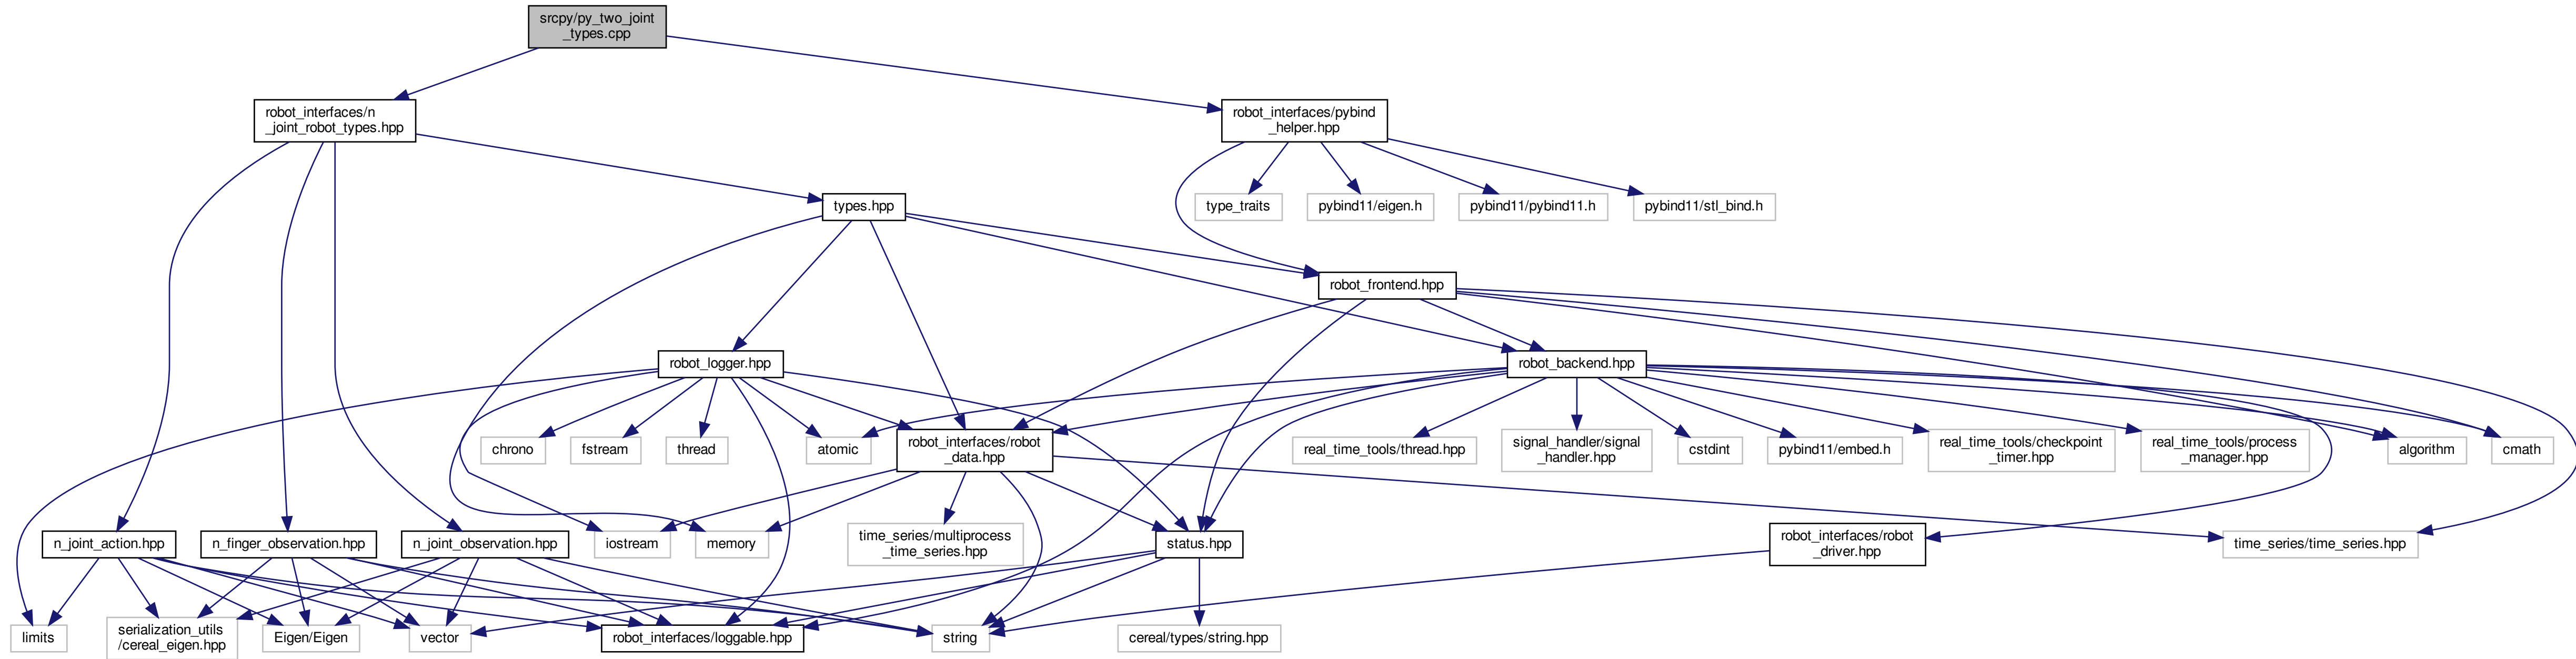 srcpy/py_two_joint
_types.cpp
robot_interfaces/n
_joint_robot_types.hpp
robot_interfaces/pybind
_helper.hpp
types.hpp
type_traits
pybind11/eigen.h
pybind11/pybind11.h
pybind11/stl_bind.h
robot_frontend.hpp
robot_logger.hpp
robot_backend.hpp
chrono
fstream
thread
atomic
robot_interfaces/robot
_data.hpp
real_time_tools/thread.hpp
signal_handler/signal
_handler.hpp
cstdint
pybind11/embed.h
real_time_tools/checkpoint
_timer.hpp
real_time_tools/process
_manager.hpp
algorithm
cmath
n_joint_action.hpp
n_finger_observation.hpp
n_joint_observation.hpp
iostream
memory
time_series/multiprocess
_time_series.hpp
status.hpp
robot_interfaces/robot
_driver.hpp
time_series/time_series.hpp
limits
serialization_utils
/cereal_eigen.hpp
Eigen/Eigen
vector
robot_interfaces/loggable.hpp
string
cereal/types/string.hpp